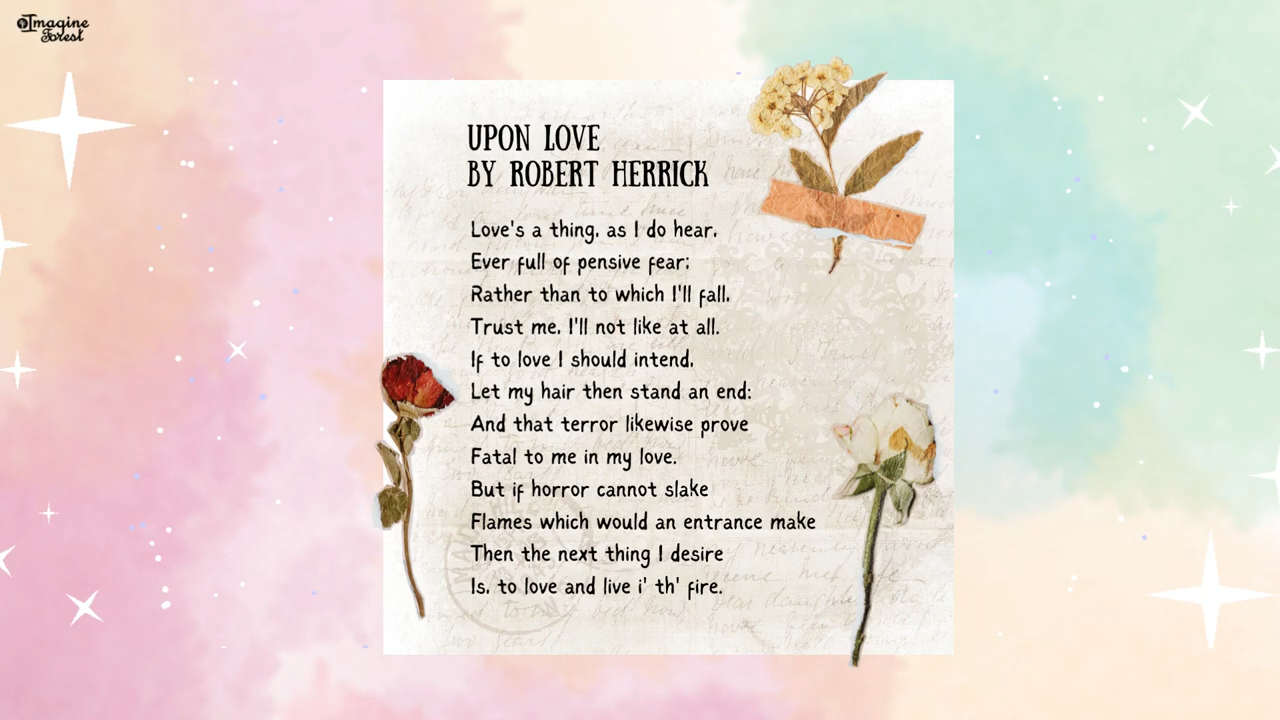 Imagine
Forest
UPON LOVE
BY ROBERT HERRICK
Love's a thing, as I do hear,
Ever full of pensive fear;
Rather than to which I'll fall,
Trust me, I'll not like at all.
If to love I should intend,
Let my hair then stand an end:
And that terror likewise prove
Fatal to me in my love.
But if horror cannot slake
Flames which would an entrance make
Then the next thing I desire
Is, to love and live i' th' fire.